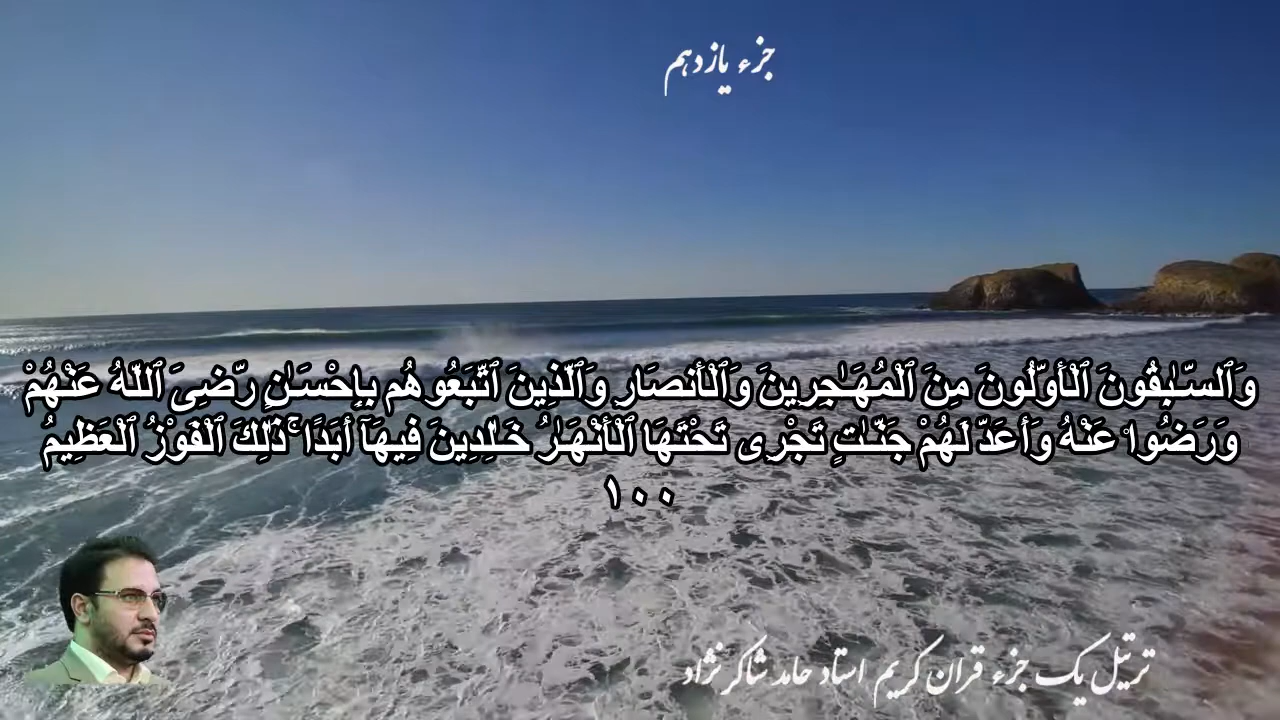 جزء یازدهم
وَٱلسَّـٰبِقُونَ ٱلْأَوَّلُونَ مِنَ ٱلْمُهَـٰجِرِينَ وَٱلْأَنصَارِ وَٱلَّذِينَ ٱتَّبَعُوهُم بِإِحْسَـٰنٍ رَّضِىَ ٱللَّهُ عَنْهُمْ
وَرَضُوا۟ عَنْهُ وَأَعَدَّ لَهُمْ جَنَّـٰتٍ تَجْرِى تَحْتَهَا ٱلْأَنْهَـٰرُ خَـٰلِدِينَ فِيهَآ أَبَدًا ۚ ذَٰلِكَ ٱلْفَوْزُ ٱلْعَظِيمُ
١٠٠
ترتیل یک جزء قران کریم استاد حامد شاکرنژاد